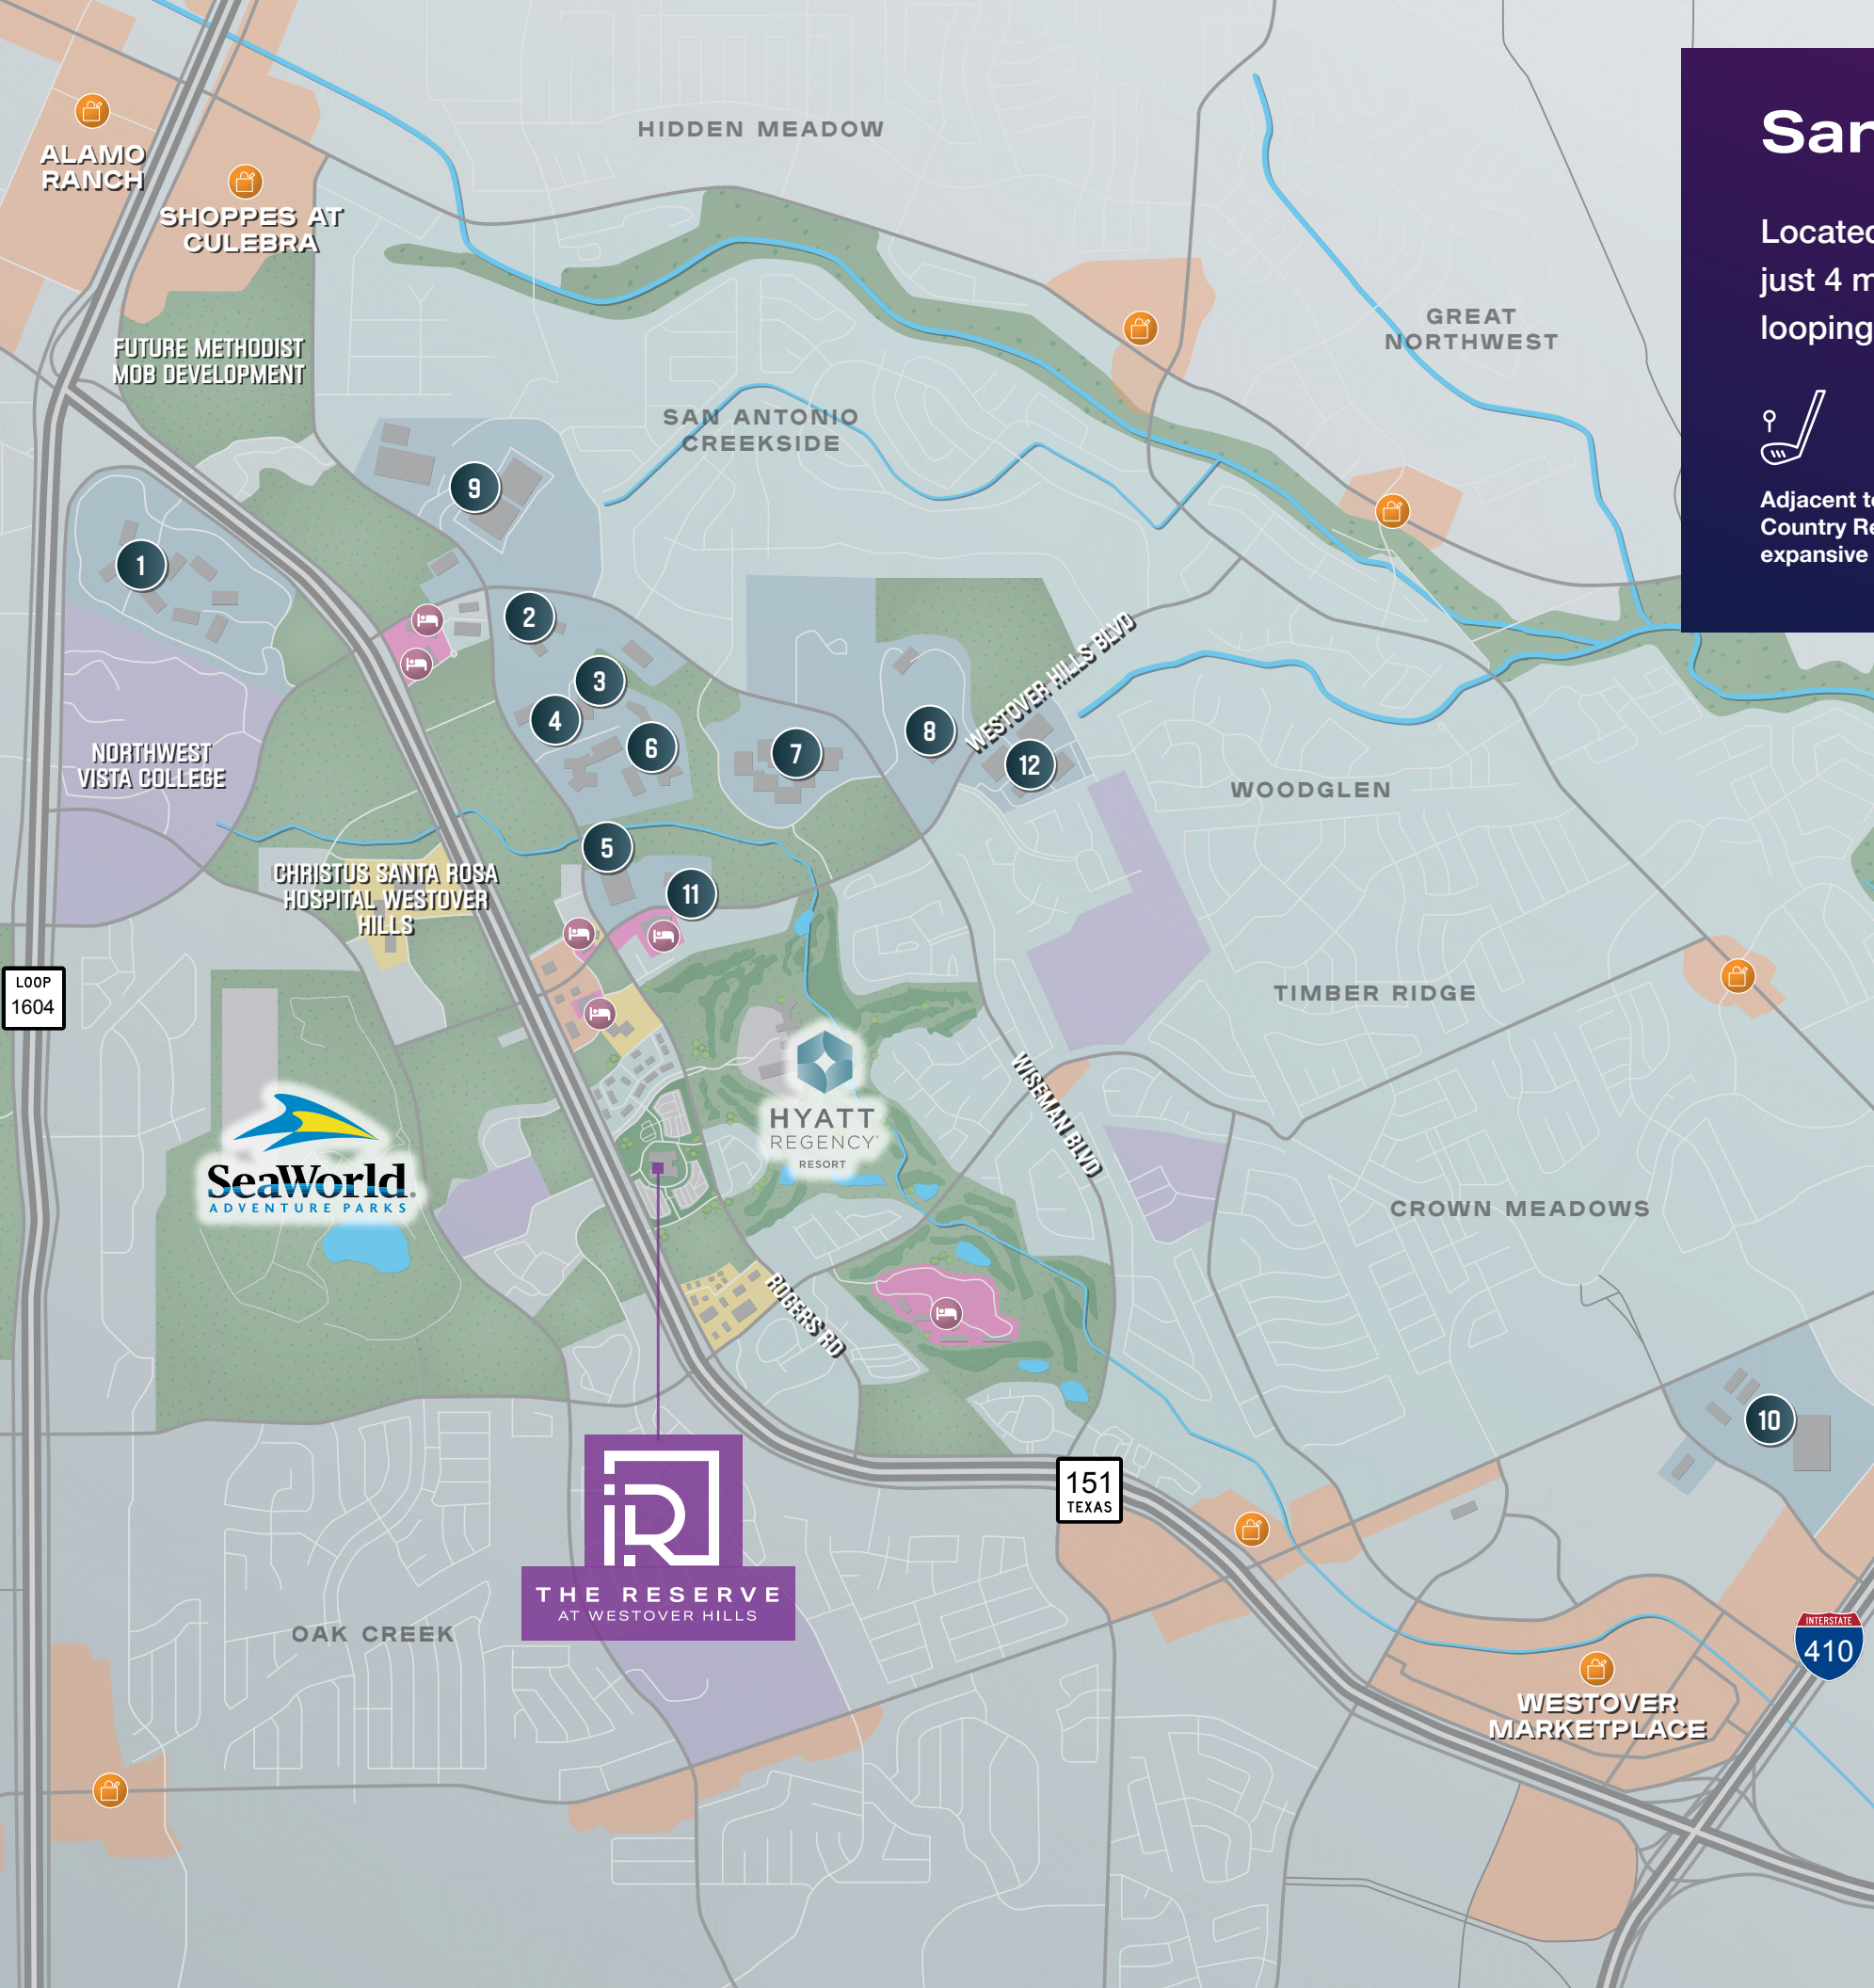 HIDDEN MEADOW
ALAMO
RANCH
SHOPPES AT
CULEBRA
San
Located
just 4 m
looping
Adjacent to
Country Re
expansive
GREAT
NORTHWEST
FUTURE METHODIST
MOB DEVELOPMENT
SAN ANTONIO
CREEKSIDE
9
1
2
3
4
6
7
8
12
WESTOVER HILLS BLVD
NORTHWEST
VISTA COLLEGE
WOODGLEN
5
11
CHRISTUS SANTA ROSA
HOSPITAL WESTOVER
HILLS
LOOP
1604
TIMBER RIDGE
HYATT
REGENCY
RESORT
WISEMAN BLVD
SeaWorld
ADVENTURE PARKS
CROWN MEADOWS
ROGERS RD
10
151
TEXAS
R
THE RESERVE
AT WESTOVER HILLS
OAK CREEK
INTERSTATE
410
WESTOVER
MARKETPLACE